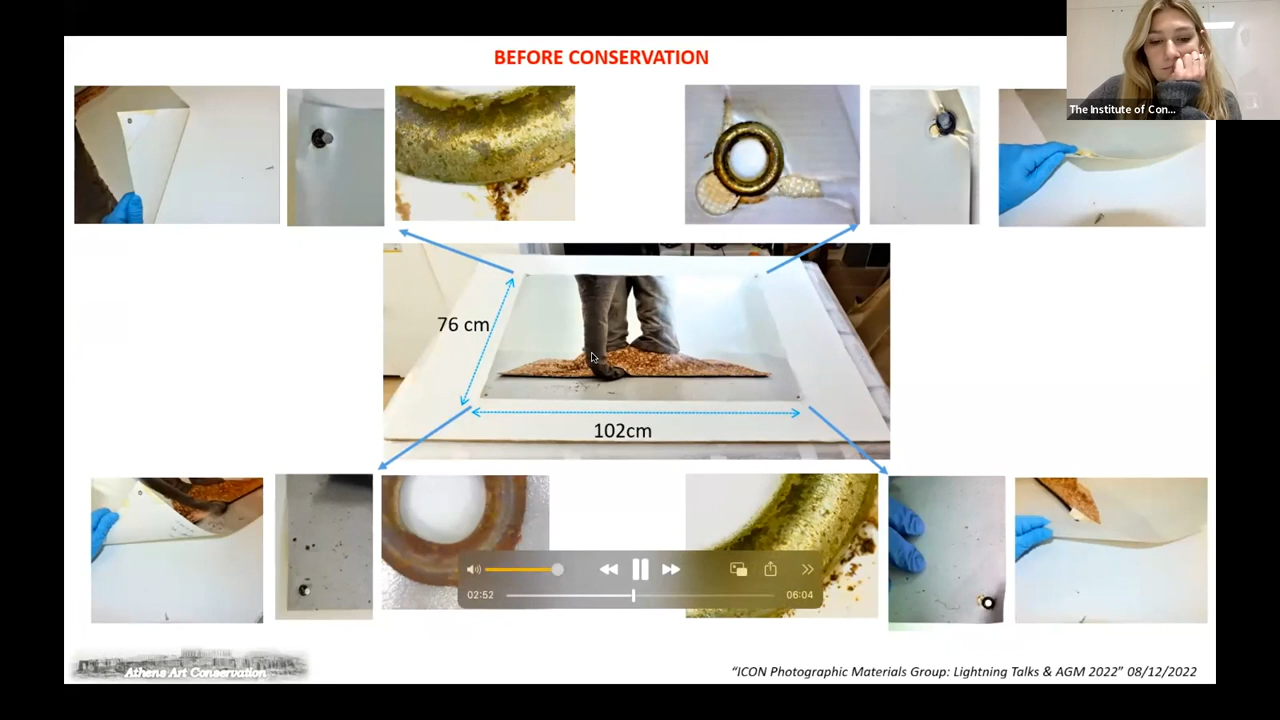 BEFORE CONSERVATION
The Institute of Con...
76 cm
102cm
02:52
06:04
Athens Art Conservation
“ICON Photographic Materials Group: Lightning Talks & AGM 2022” 08/12/2022